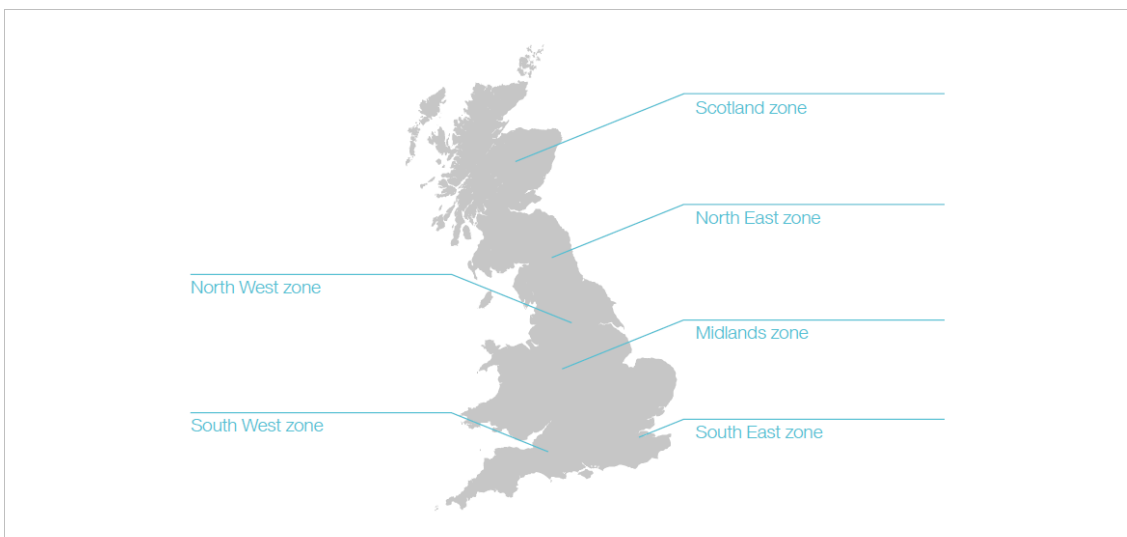 Scotland zone
North East zone
North West zone
Midlands zone
South West zone
South East zone